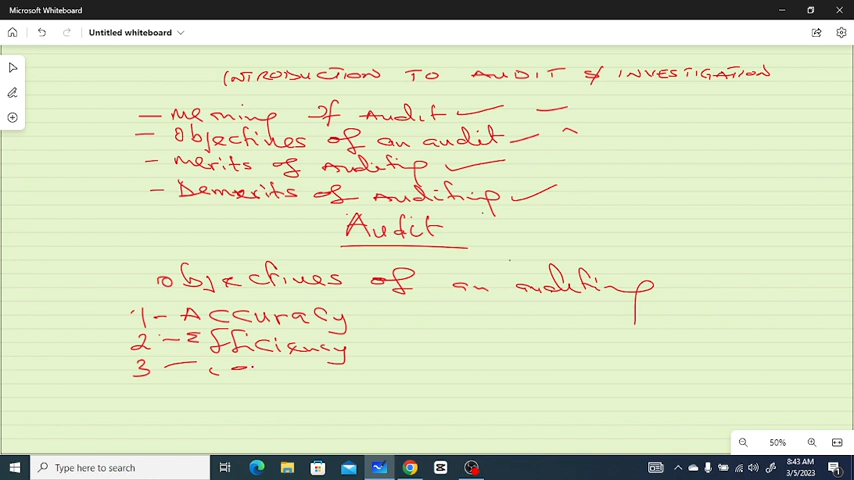 Microsoft Whiteboard
Untitled whiteboard
INTRODUCTION TO AUDIT & INVESTIGATION
- Meaning of Audit
- Objectives of an audit
- Merits of Auditing
- Demerits of Auditing
Audit
Objectives of an auditing
1- Accuracy
2- Efficiency
3 - Co
50%
Type here to search
8:43 AM
3/5/2023
1